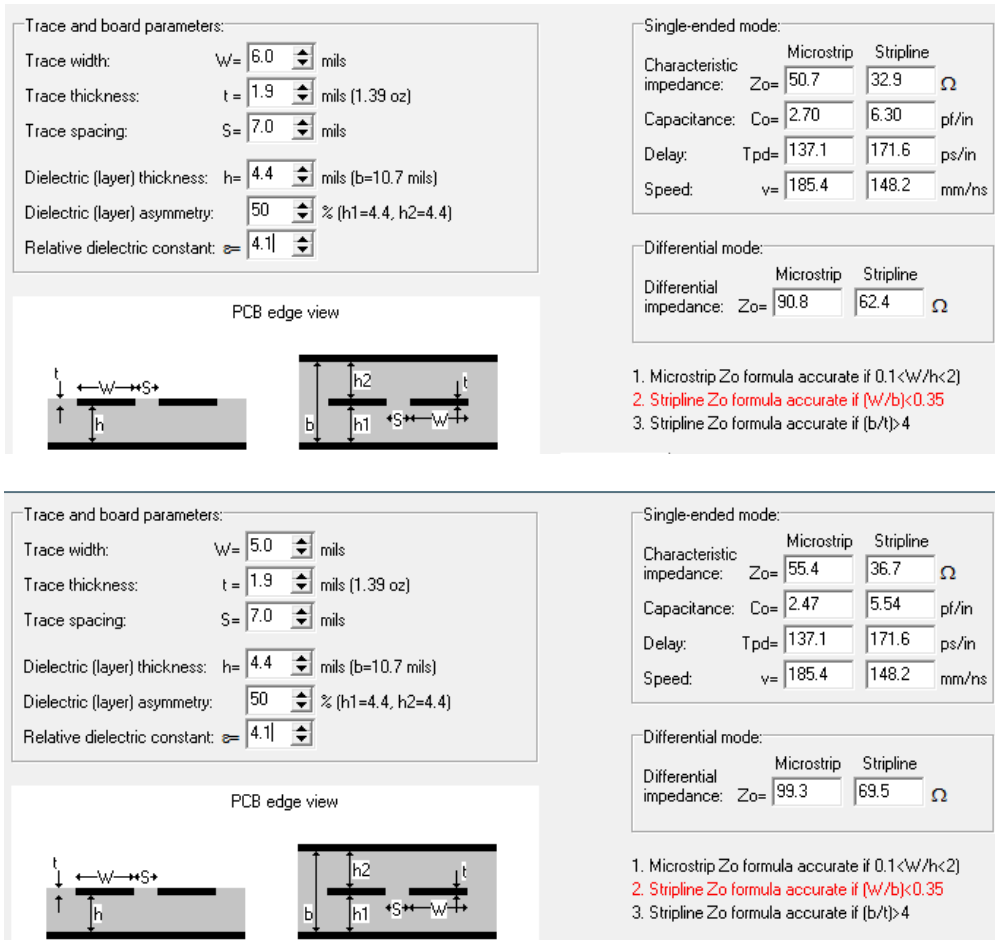 Trace and board parameters:
Trace width: W= 6.0 mils
Trace thickness: t = 1.9 mils (1.39 oz)
Trace spacing: S= 7.0 mils
Dielectric (layer) thickness: h= 4.4 mils (b=10.7 mils)
Dielectric (layer) asymmetry: 50 % (h1=4.4, h2=4.4)
Relative dielectric constant: ε= 4.1
PCB edge view
t W S h
h2 t b h1 S W
Single-ended mode:
Microstrip Stripline
Characteristic
impedance: Zo= 50.7 32.9 Ω
Capacitance: Co= 2.70 6.30 pf/in
Delay: Tpd= 137.1 171.6 ps/in
Speed: v= 185.4 148.2 mm/ns
Differential mode:
Microstrip Stripline
Differential
impedance: Zo= 90.8 62.4 Ω
1. Microstrip Zo formula accurate if 0.1<W/h<2)
2. Stripline Zo formula accurate if (W/b)<0.35
3. Stripline Zo formula accurate if (b/t)>4
Trace and board parameters:
Trace width: W= 5.0 mils
Trace thickness: t = 1.9 mils (1.39 oz)
Trace spacing: S= 7.0 mils
Dielectric (layer) thickness: h= 4.4 mils (b=10.7 mils)
Dielectric (layer) asymmetry: 50 % (h1=4.4, h2=4.4)
Relative dielectric constant: ε= 4.1
PCB edge view
t W S h
h2 t b h1 S W
Single-ended mode:
Microstrip Stripline
Characteristic
impedance: Zo= 55.4 36.7 Ω
Capacitance: Co= 2.47 5.54 pf/in
Delay: Tpd= 137.1 171.6 ps/in
Speed: v= 185.4 148.2 mm/ns
Differential mode:
Microstrip Stripline
Differential
impedance: Zo= 99.3 69.5 Ω
1. Microstrip Zo formula accurate if 0.1<W/h<2)
2. Stripline Zo formula accurate if (W/b)<0.35
3. Stripline Zo formula accurate if (b/t)>4